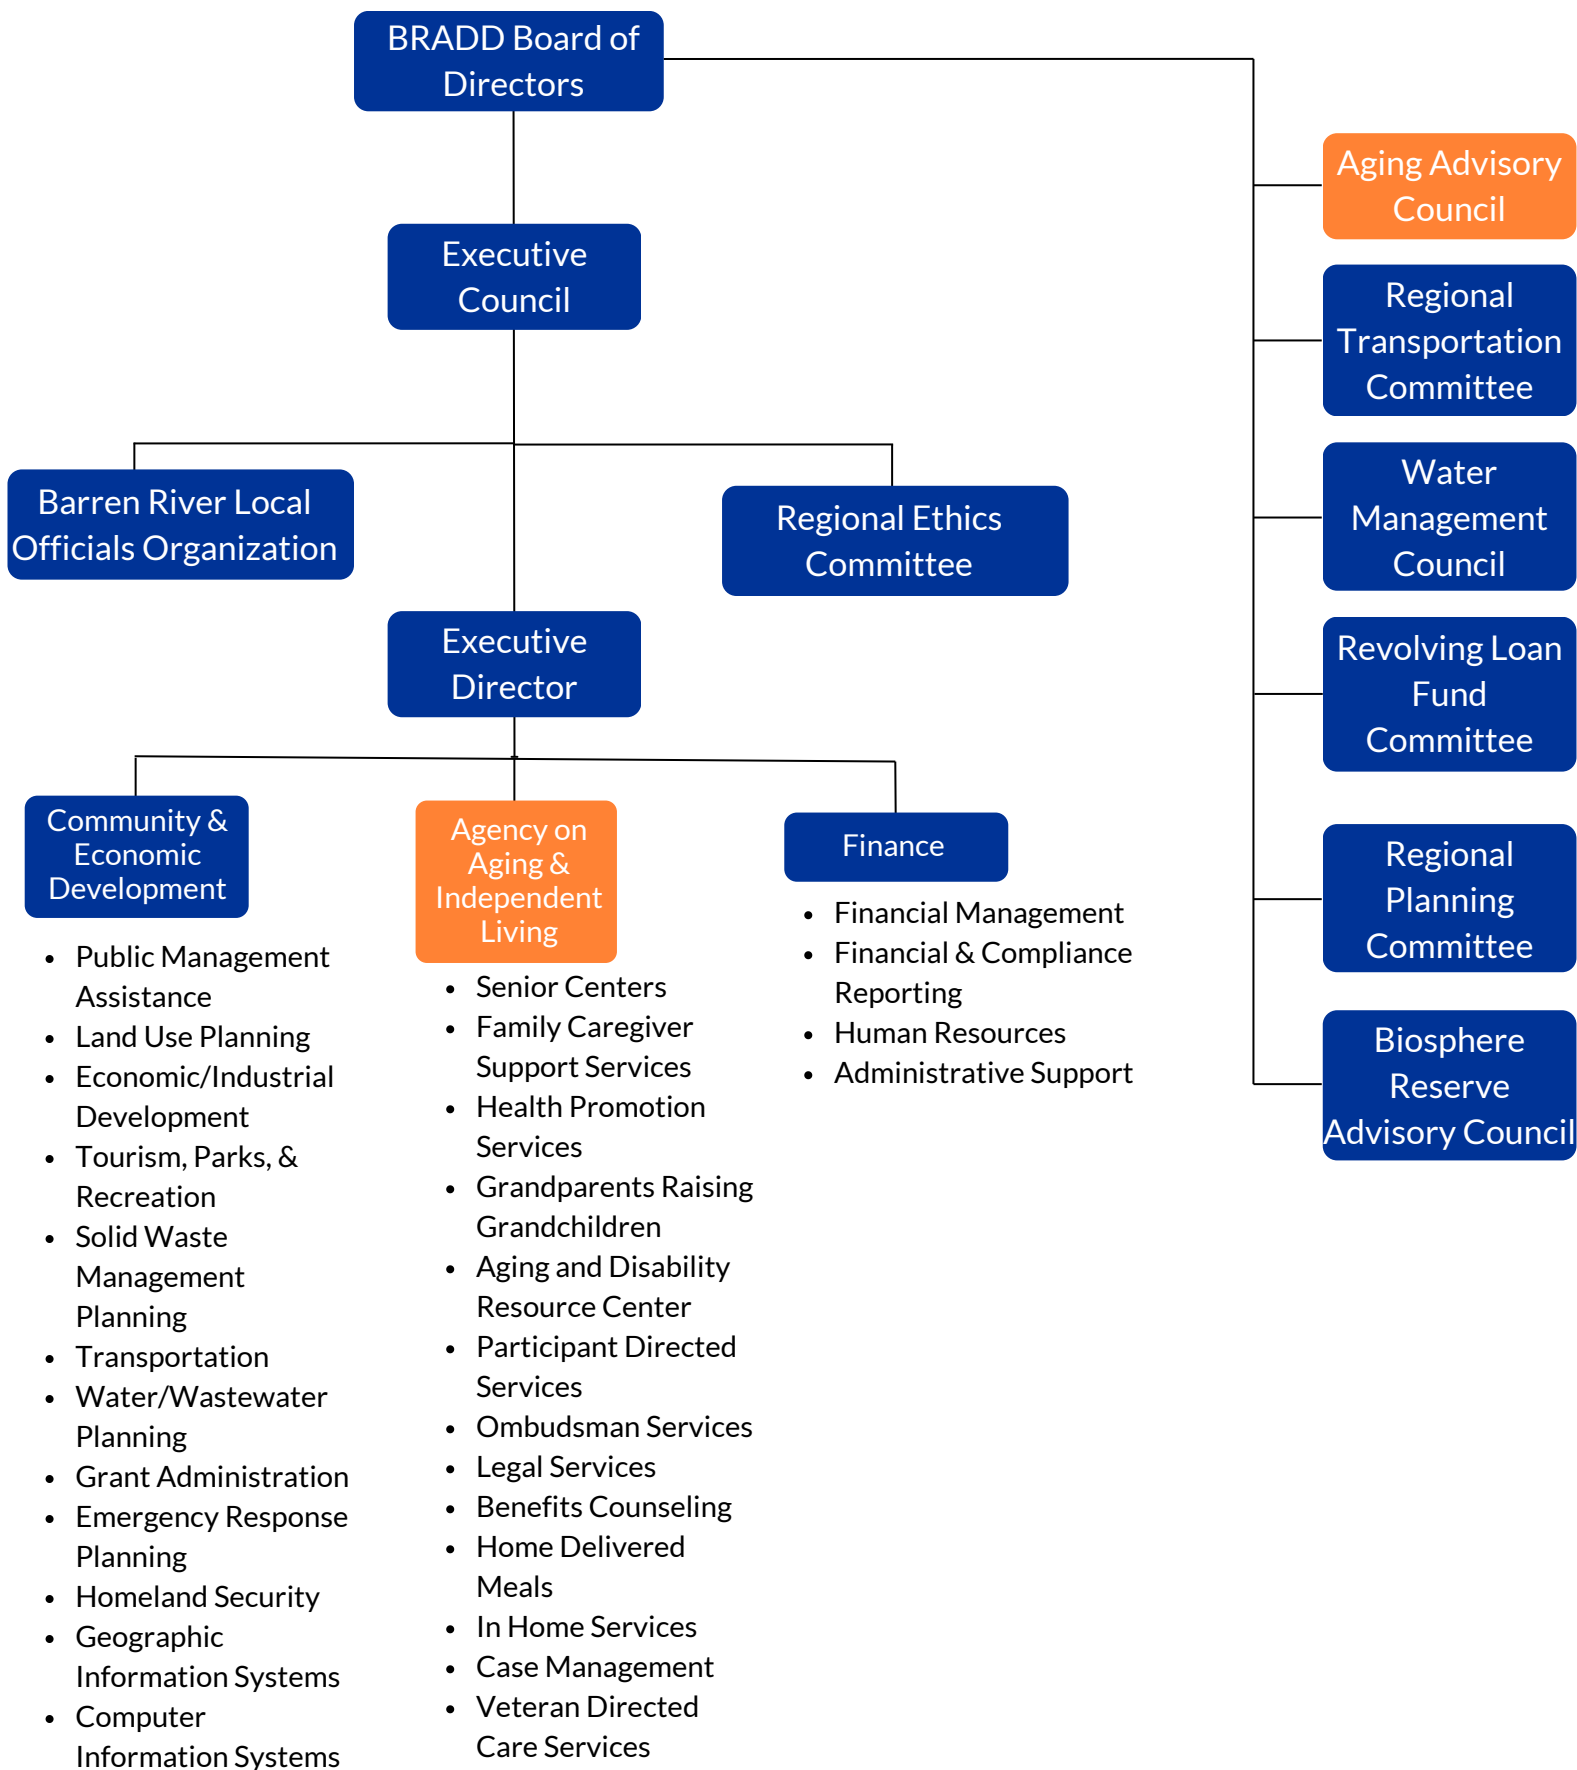 BRADD Board of
Directors
Executive
Council
Barren River Local
Officials Organization
Regional Ethics
Committee
Executive
Director
Community &
Economic
Development
Public Management
Assistance
Land Use Planning
Economic/Industrial
Development
Tourism, Parks, &
Recreation
Solid Waste
Management
Planning
Transportation
Water/Wastewater
Planning
Grant Administration
Emergency Response
Planning
Homeland Security
Geographic
Information Systems
Computer
Information Systems
Agency on
Aging &
Independent
Living
Senior Centers
Family Caregiver
Support Services
Health Promotion
Services
Grandparents Raising
Grandchildren
Aging and Disability
Resource Center
Participant Directed
Services
Ombudsman Services
Legal Services
Benefits Counseling
Home Delivered
Meals
In Home Services
Case Management
Veteran Directed
Care Services
Finance
Financial Management
Financial & Compliance
Reporting
Human Resources
Administrative Support
Aging Advisory
Council
Regional
Transportation
Committee
Water
Management
Council
Revolving Loan
Fund
Committee
Regional
Planning
Committee
Biosphere
Reserve
Advisory Council